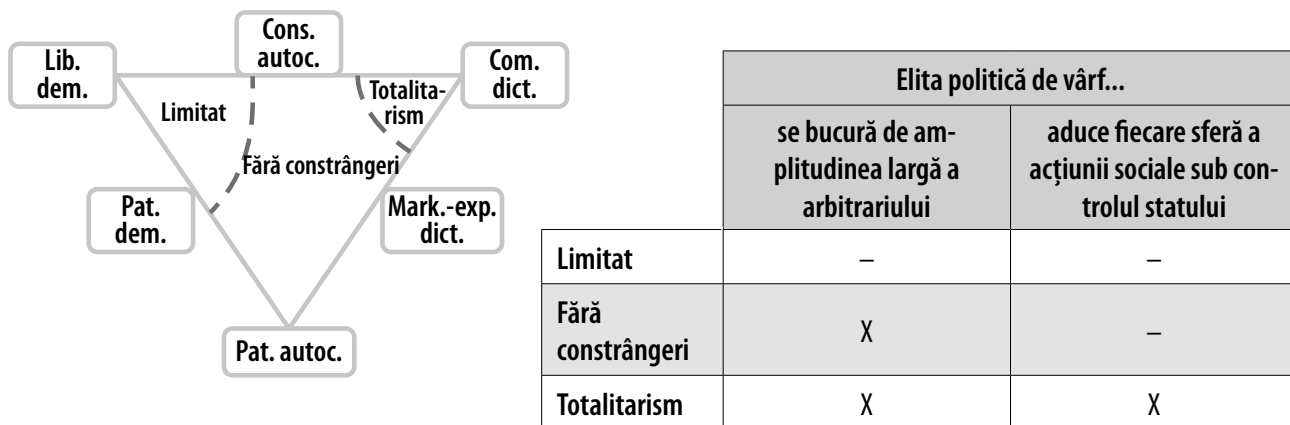 Cons.
autoc.
Lib.
dem.
Com.
dict.
Totalita-
rism
Limitat
Fără constrângeri
Pat.
dem.
Mark.-exp.
dict.
Pat. autoc.
Elita politică de vârf...
se bucură de am-
plitudinea largă a
arbitrariului
aduce fiecare sferă a
acțiunii sociale sub con-
trolul statului
Limitat – –
Fără
constrângeri X –
Totalitarism X X